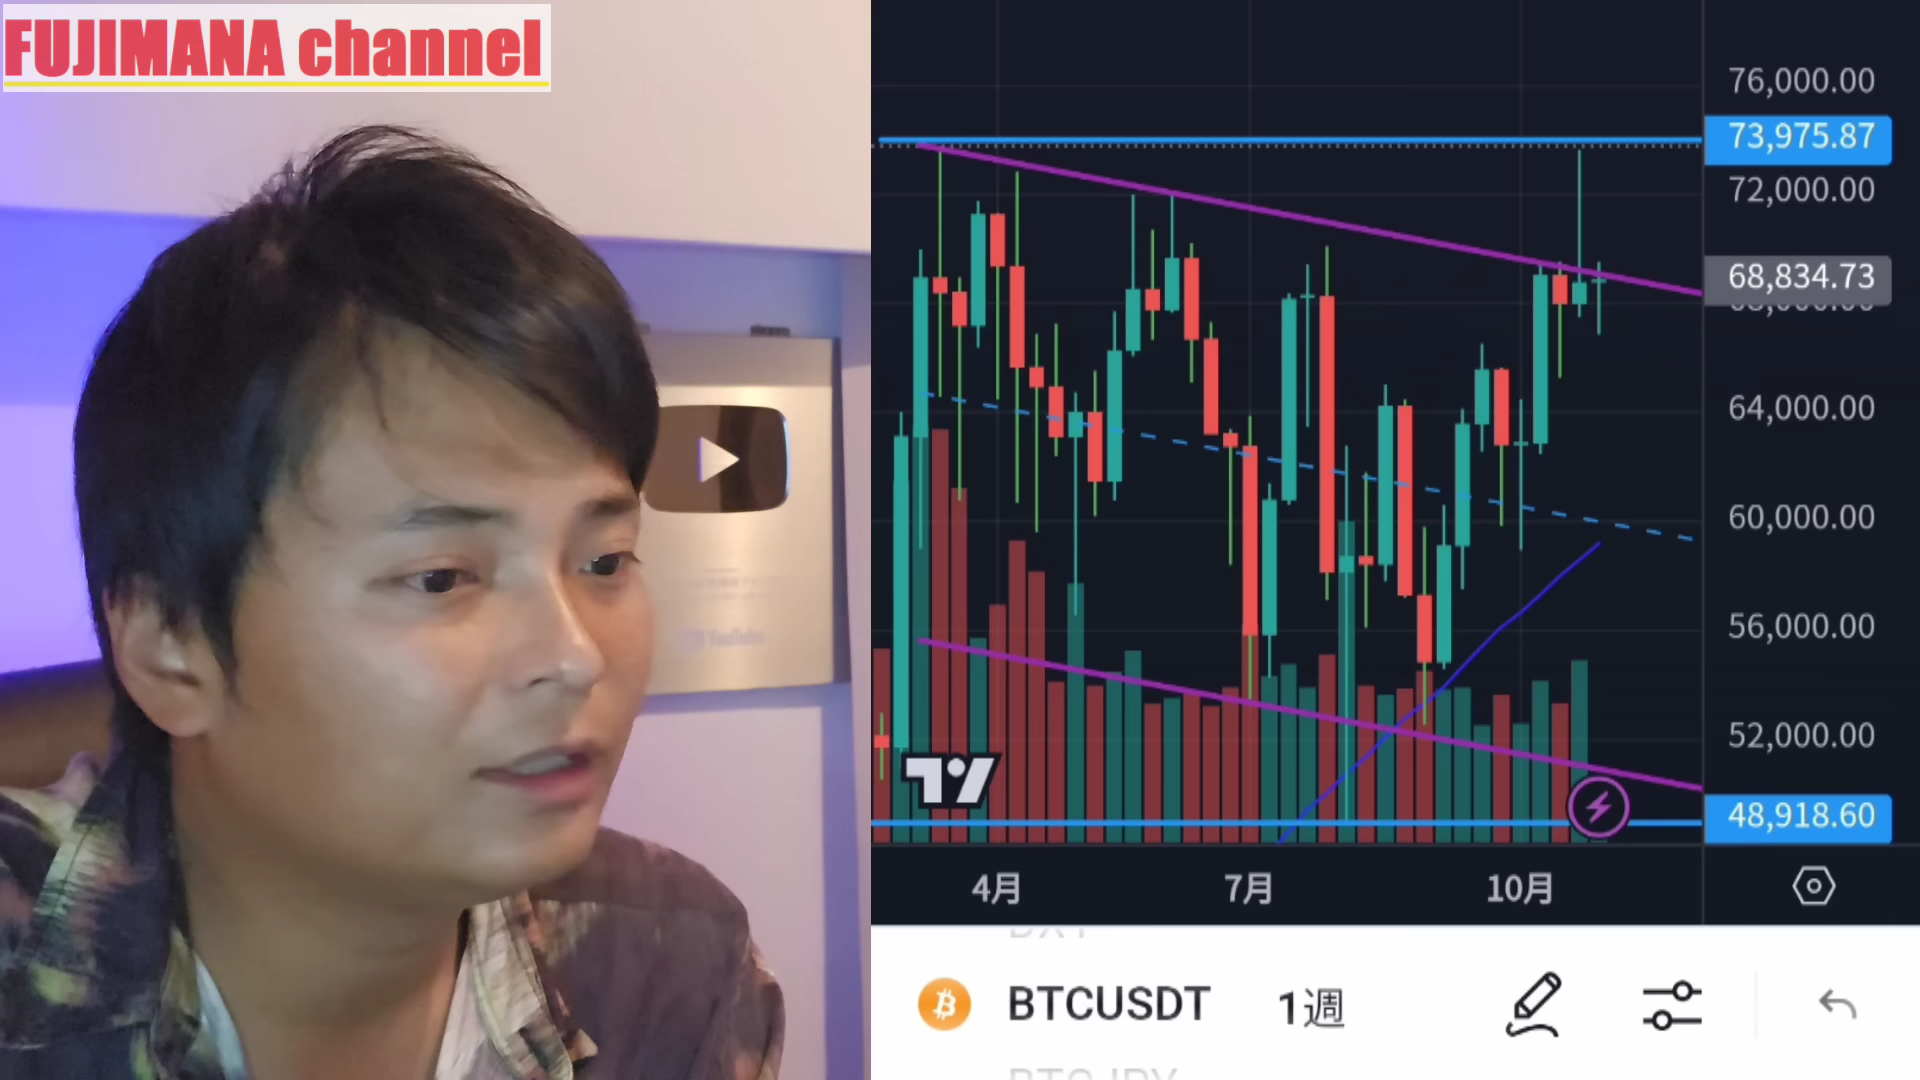 FUJIMANA channel
76,000.00
73,975.87
72,000.00
68,834.73
64,000.00
60,000.00
56,000.00
52,000.00
48,918.60
4月
7月
10月
BTCUSDT
1週
YouTube